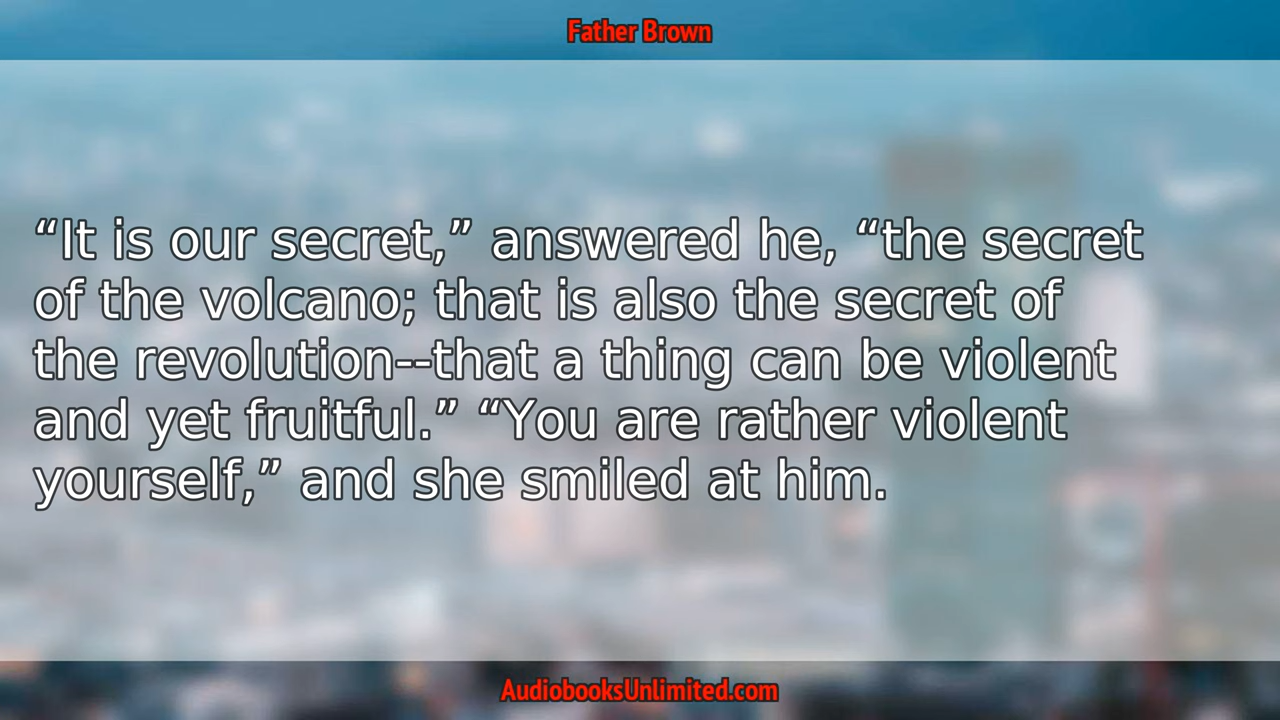 Father Brown
“It is our secret,” answered he, “the secret
of the volcano; that is also the secret of
the revolution--that a thing can be violent
and yet fruitful.” “You are rather violent
yourself,” and she smiled at him.
AudiobooksUnlimited.com